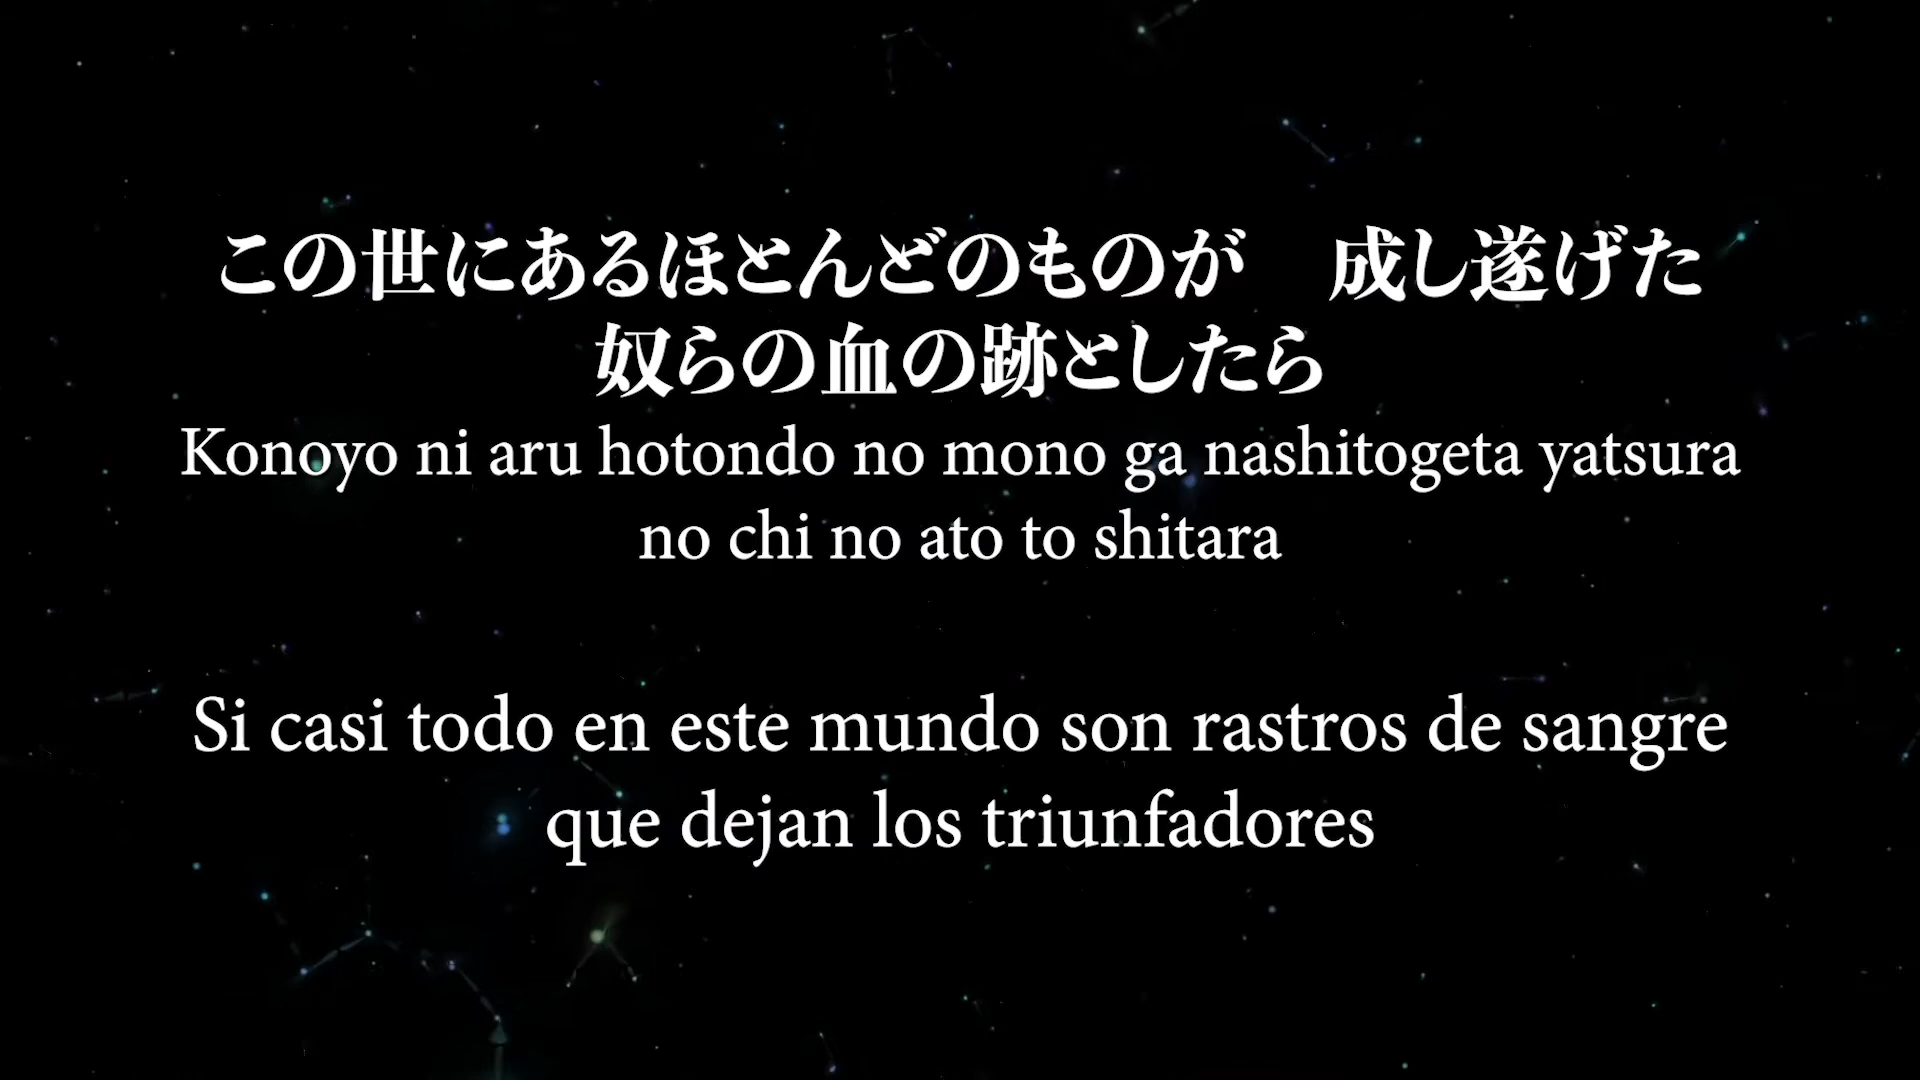 この世にあるほとんどのものが　成し遂げた
奴らの血の跡としたら
Konoyo ni aru hotondo no mono ga nashitogeta yatsura
no chi no ato to shitara
Si casi todo en este mundo son rastros de sangre
que dejan los triunfadores